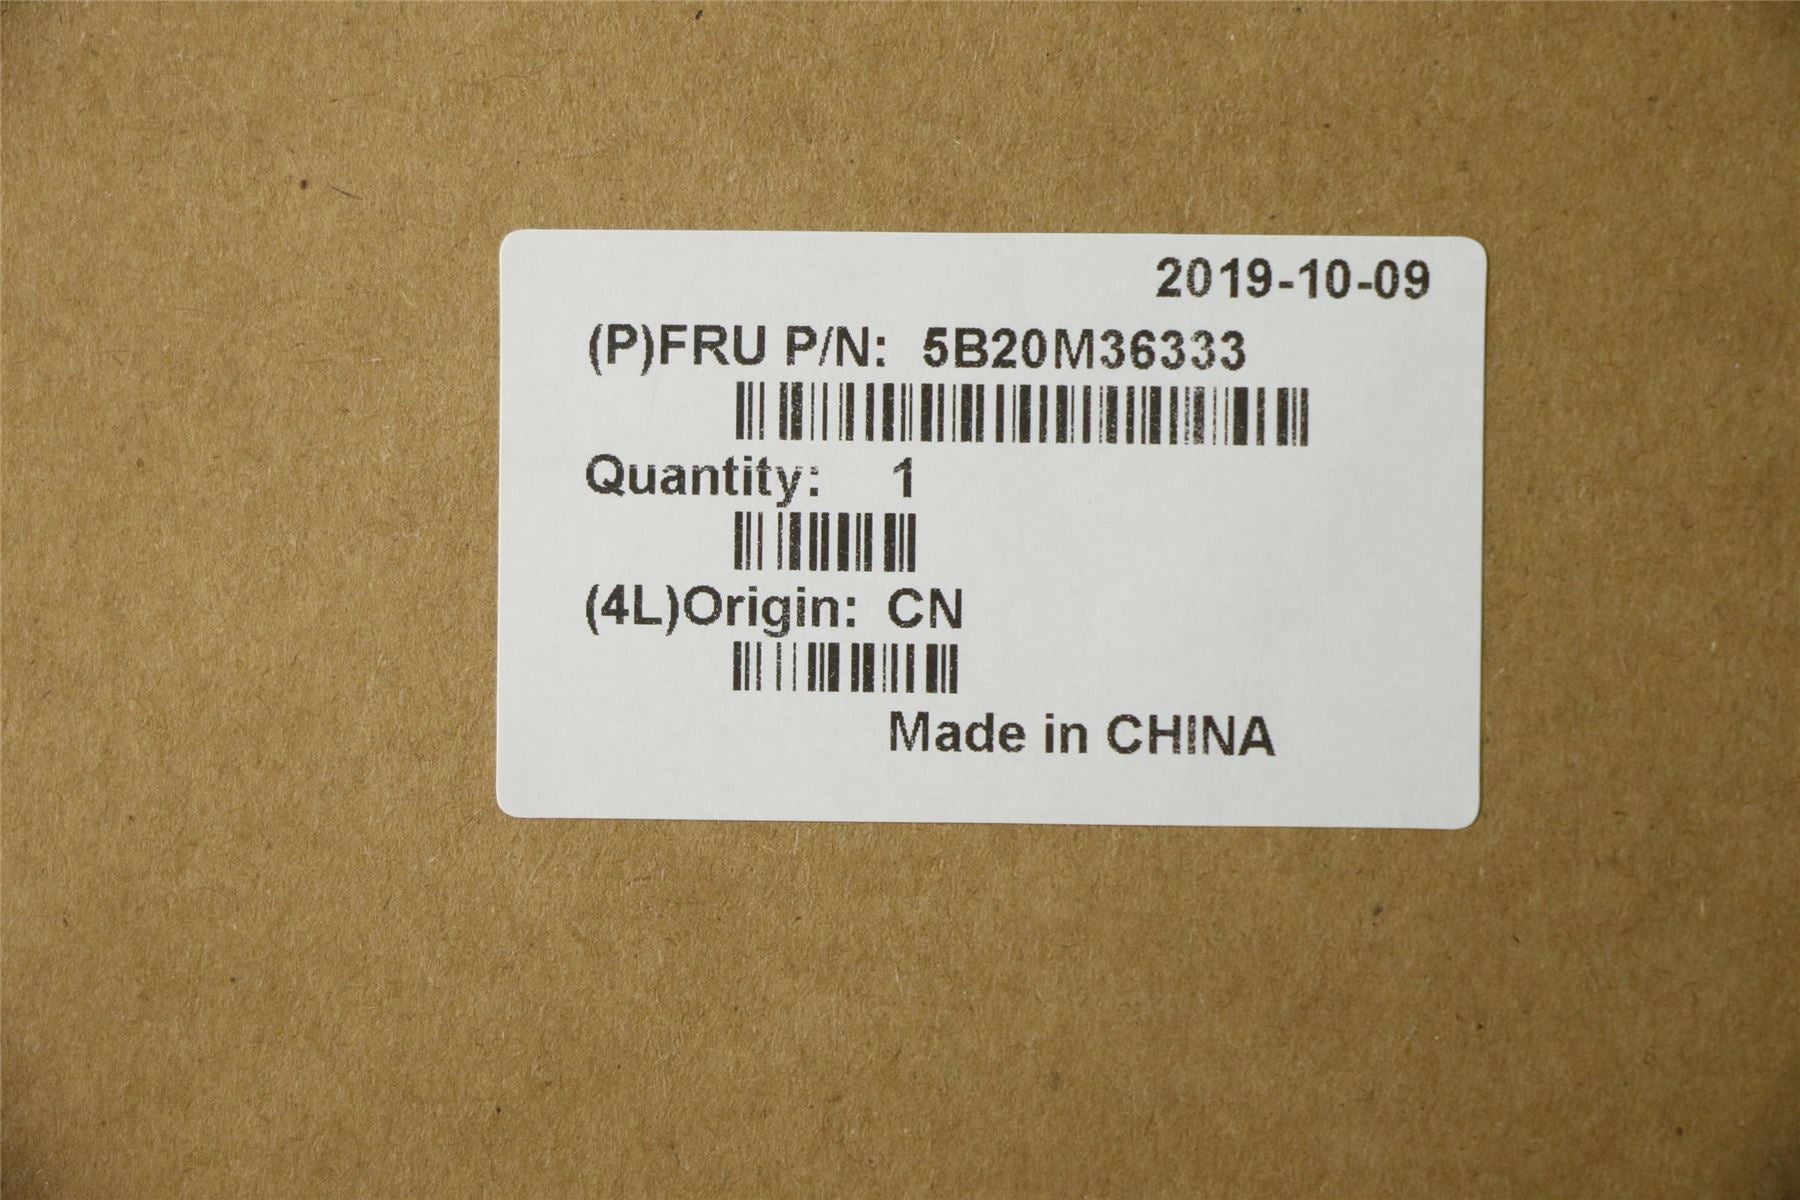 2019-10-09
(P)FRU P/N: 5B20M36333
Quantity: 1
(4L)Origin: CN
Made in CHINA